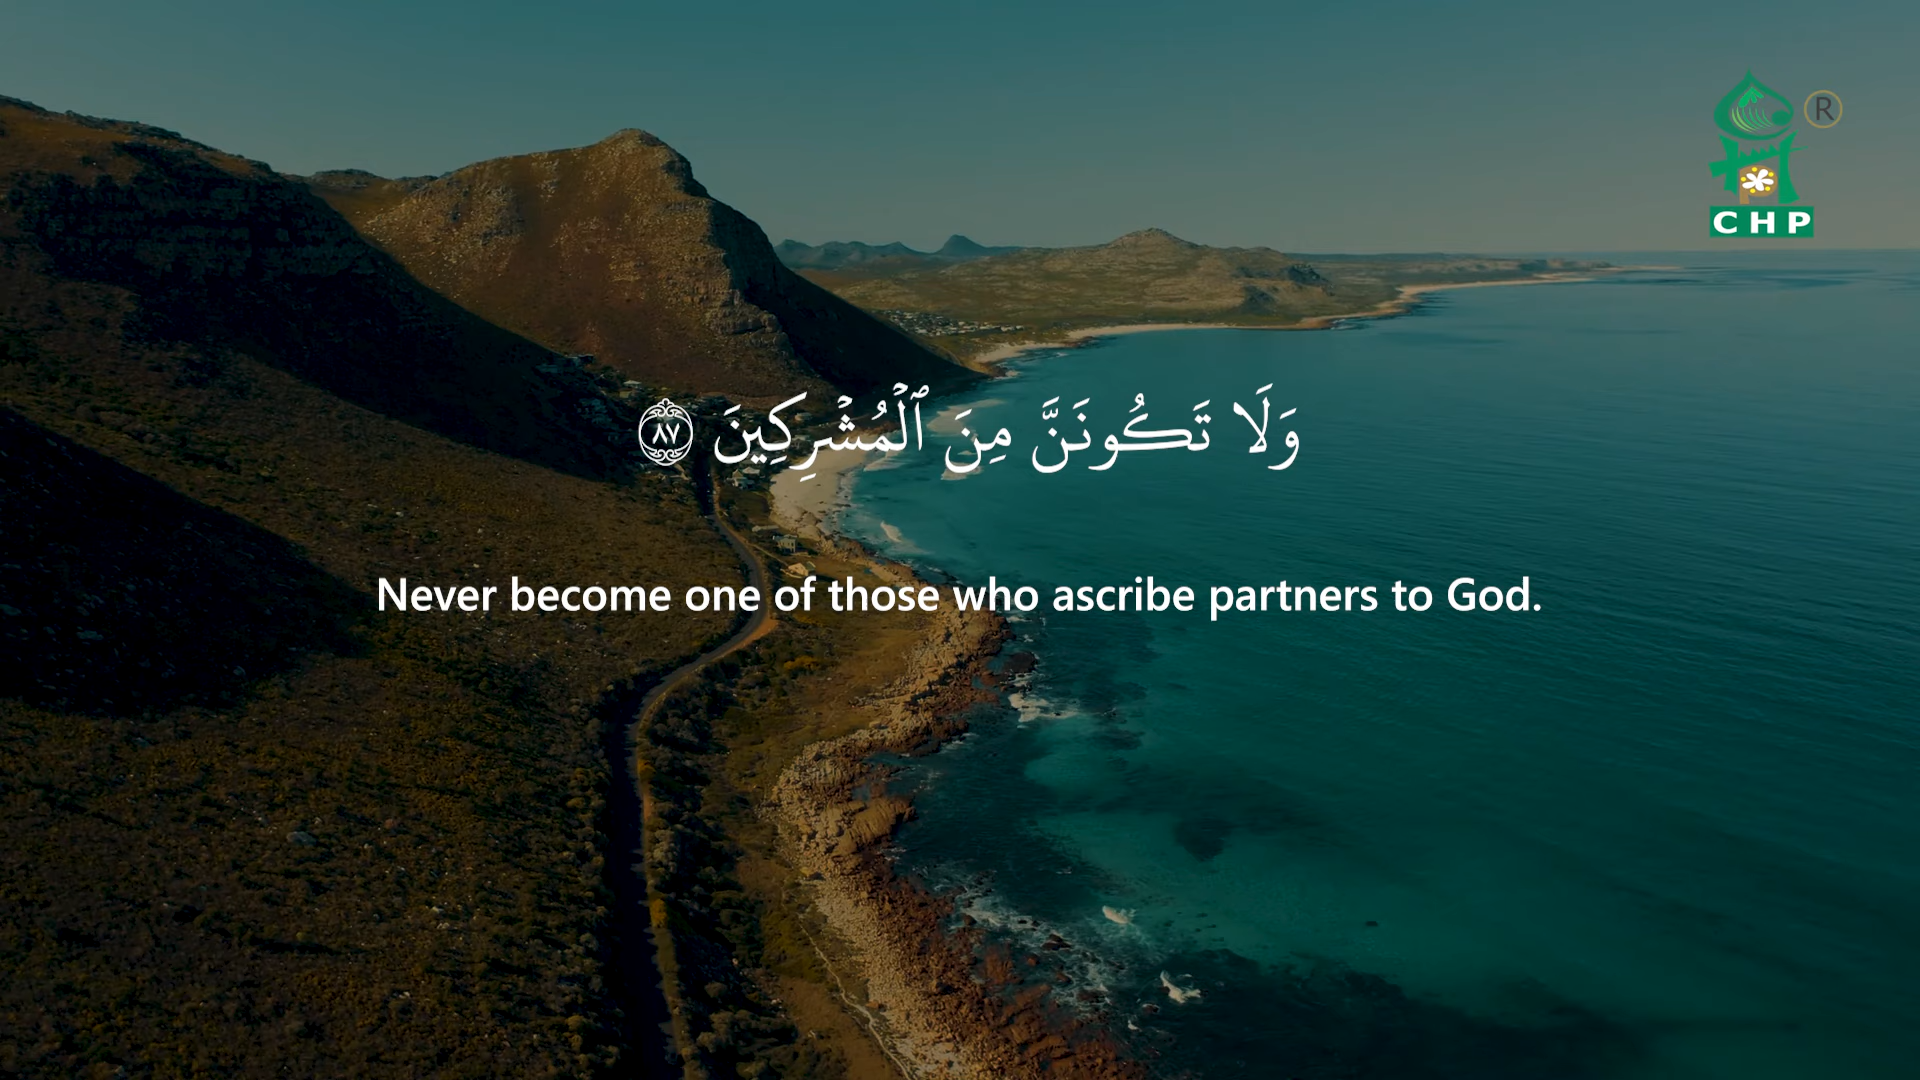 CHP
®
وَلَا تَكُونَنَّ مِنَ ٱلْمُشْرِكِينَ ٨٧
Never become one of those who ascribe partners to God.